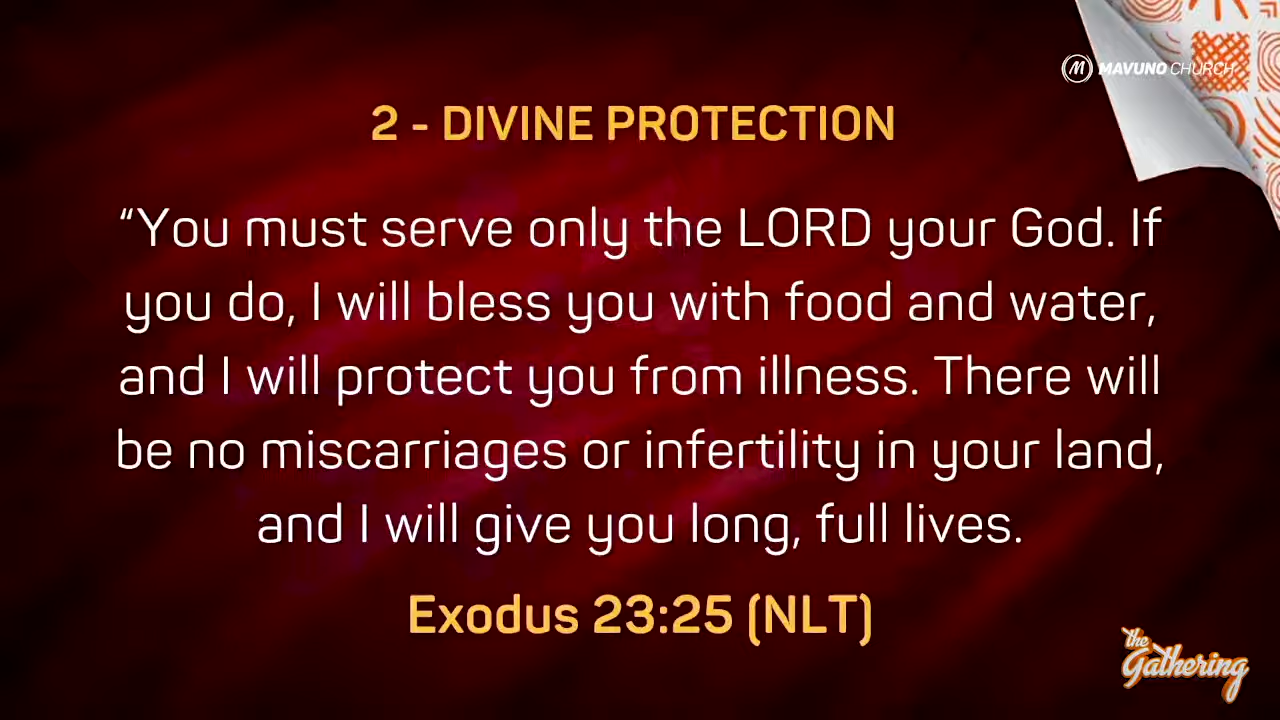 MAVUNO CHURCH
2 - DIVINE PROTECTION
“You must serve only the LORD your God. If
you do, I will bless you with food and water,
and I will protect you from illness. There will
be no miscarriages or infertility in your land,
and I will give you long, full lives.
Exodus 23:25 (NLT)
the
Gathering